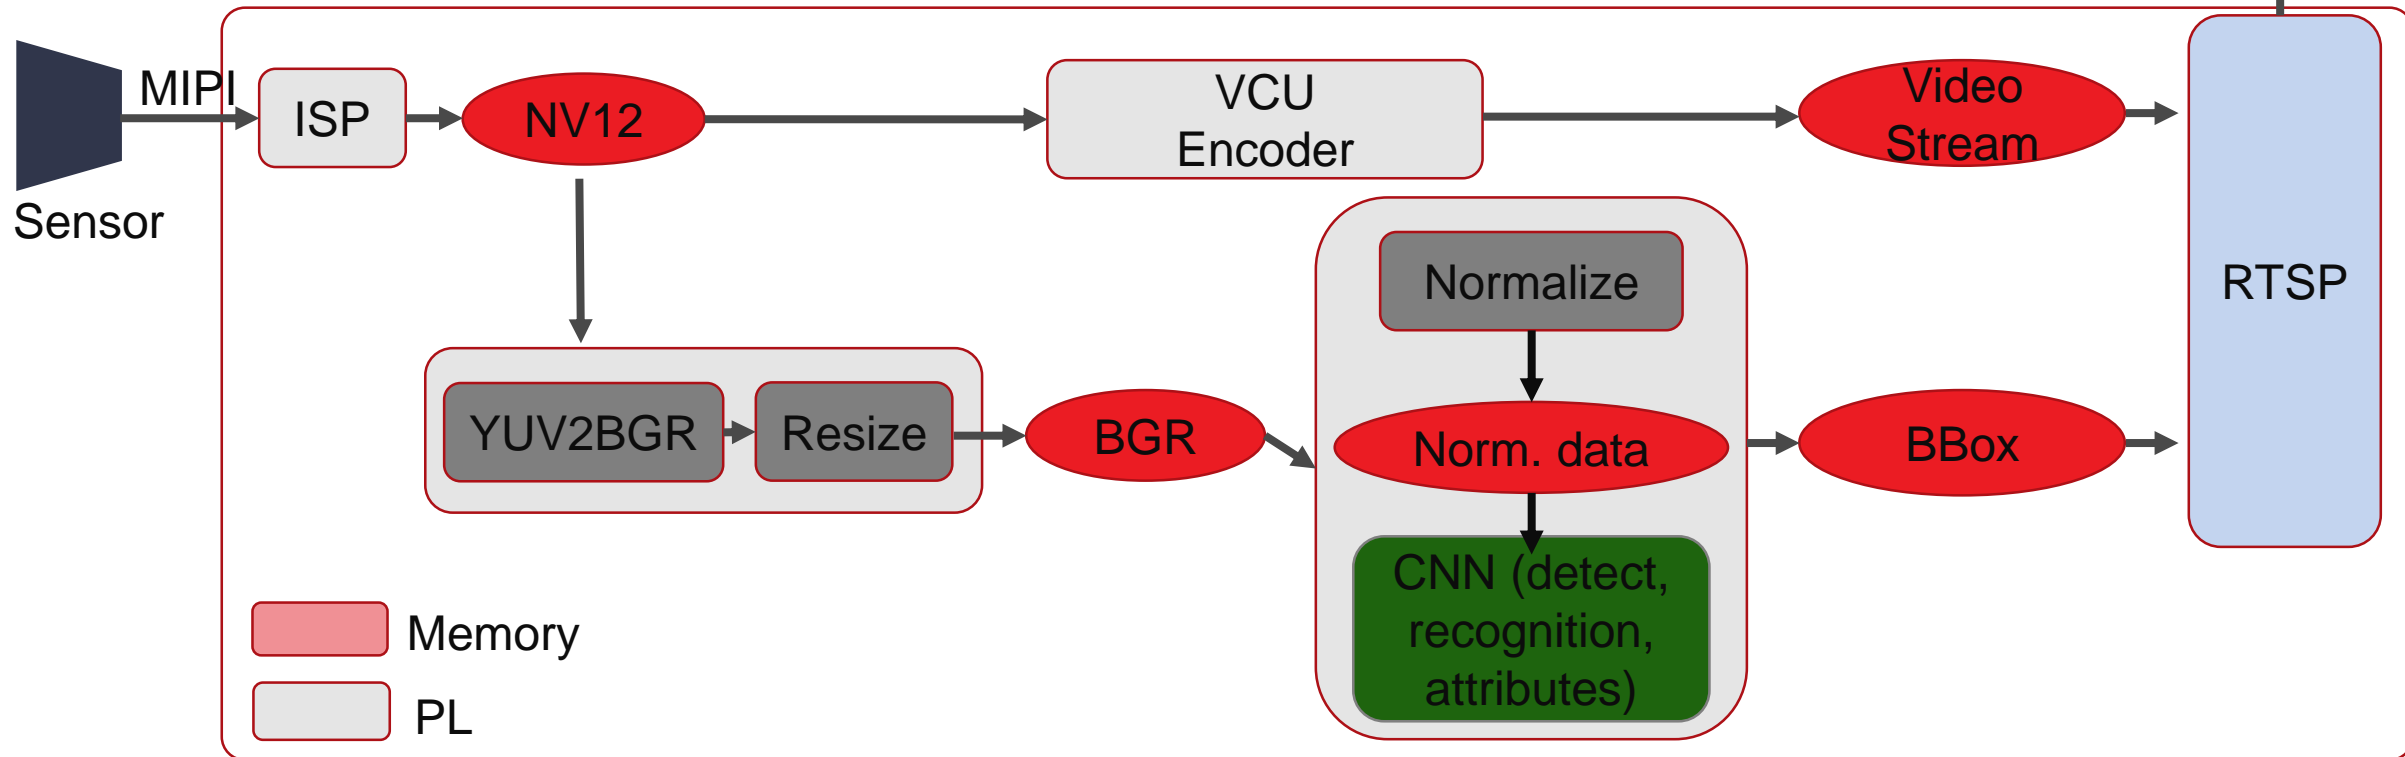 MIPI
Sensor
ISP
NV12
VCU
Encoder
Video
Stream
RTSP
YUV2BGR
Resize
BGR
Normalize
Norm. data
CNN (detect,
recognition,
attributes)
BBox
Memory
PL